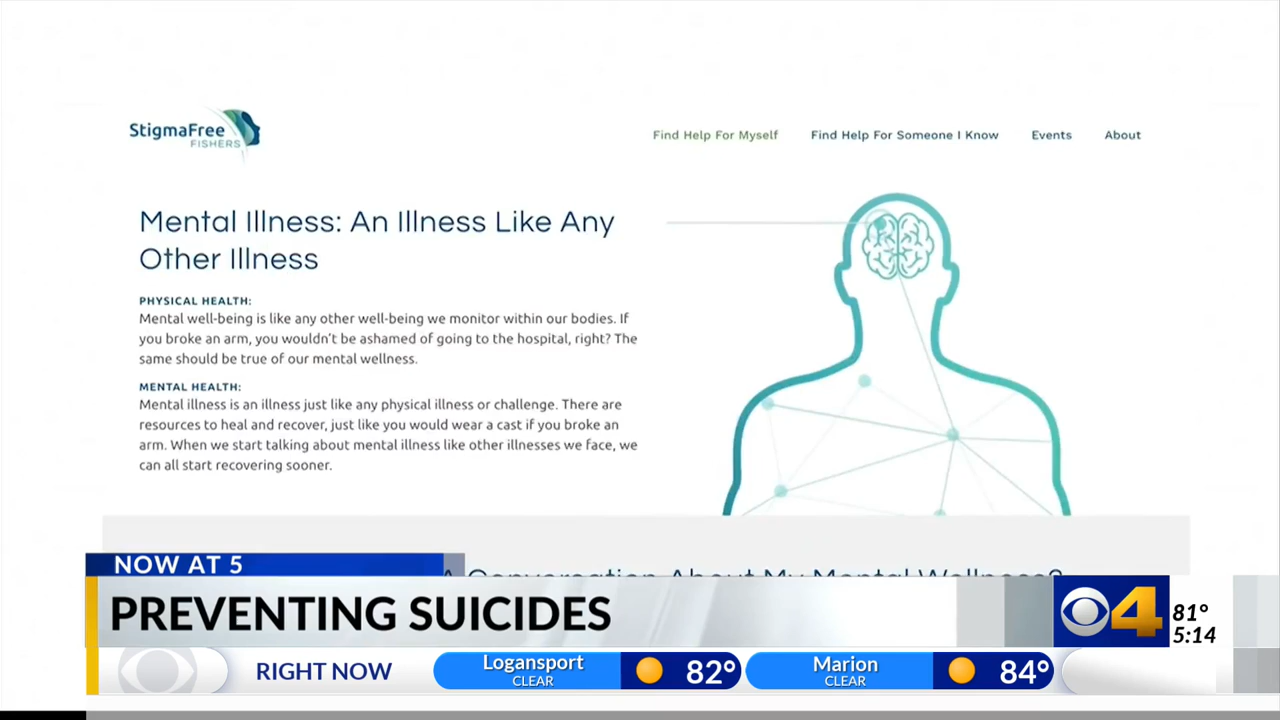 StigmaFree
FISHERS
Find Help For Myself
Find Help For Someone I Know
Events
About
Mental Illness: An Illness Like Any
Other Illness
PHYSICAL HEALTH:
Mental well-being is like any other well-being we monitor within our bodies. If
you broke an arm, you wouldn't be ashamed of going to the hospital, right? The
same should be true of our mental wellness.
MENTAL HEALTH:
Mental illness is an illness just like any physical illness or challenge. There are
resources to heal and recover, just like you would wear a cast if you broke an
arm. When we start talking about mental illness like other illnesses we face, we
can all start recovering sooner.
A Conversation About My Mental Wellness?
NOW AT 5
PREVENTING SUICIDES
4
81°
5:14
RIGHT NOW
Logansport
CLEAR
82°
Marion
CLEAR
84°